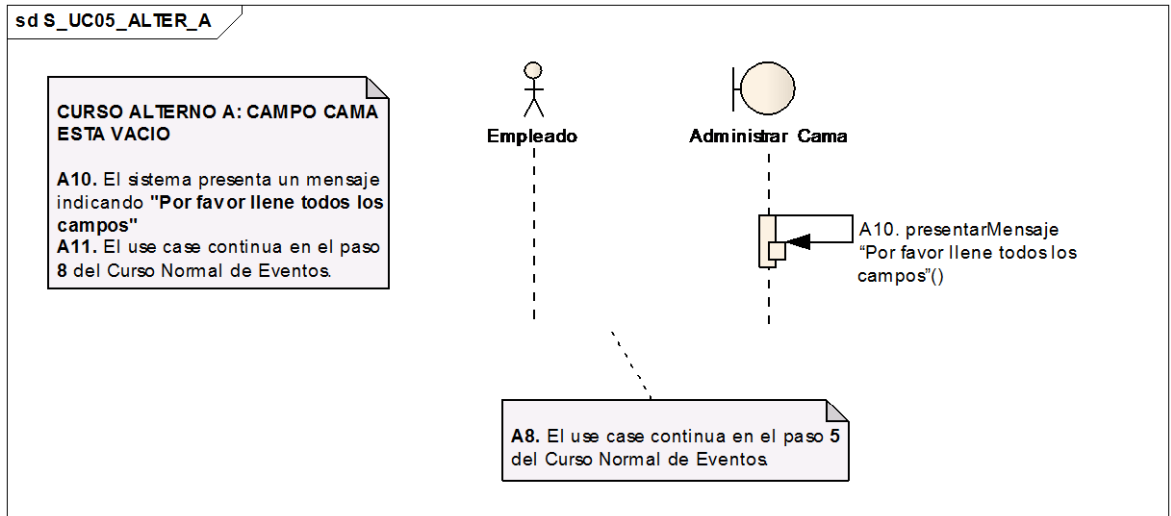 sd S_UC05_ALTER_A
CURSO ALTERNO A: CAMPO CAMA
ESTA VACIO
A10. El sistema presenta un mensaje
indicando "Por favor llene todos los
campos"
A11. El use case continua en el paso
8 del Curso Normal de Eventos.
Empleado
Administrar Cama
A10. presentarMensaje
“Por favor llene todos los
campos”()
A8. El use case continua en el paso 5
del Curso Normal de Eventos.